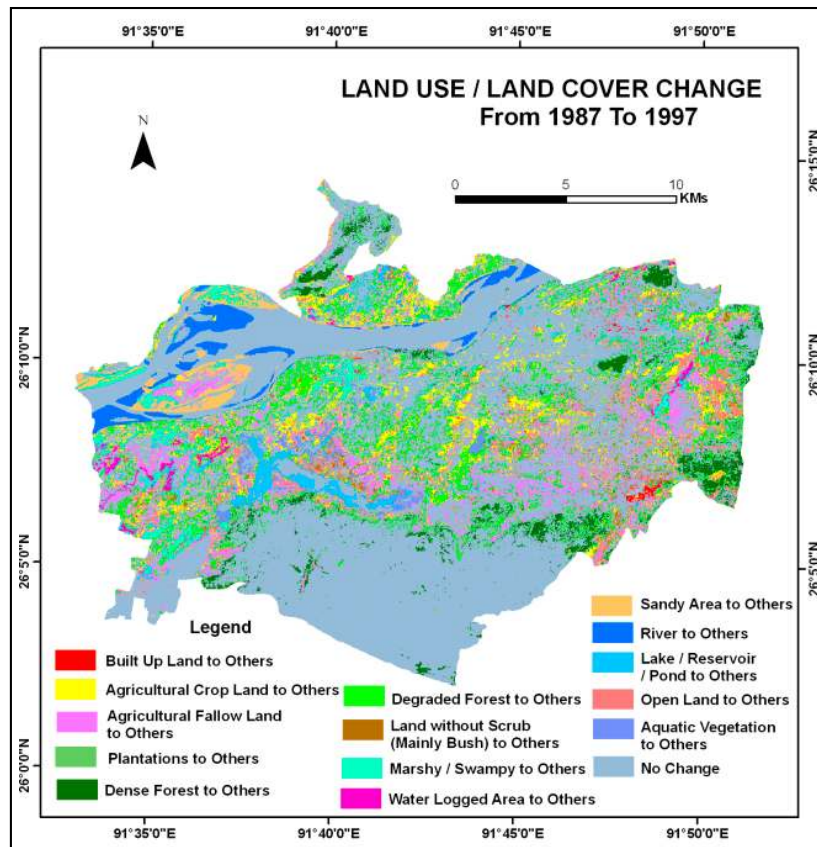 91°35'0"E 91°40'0"E 91°45'0"E 91°50'0"E
LAND USE / LAND COVER CHANGE
From 1987 To 1997
N
0 5 10
KMs
26°15'0"N
26°10'0"N 26°10'0"N
26°5'0"N 26°5'0"N
26°0'0"N 26°0'0"N
Legend
Built Up Land to Others
Agricultural Crop Land to Others
Agricultural Fallow Land
to Others
Plantations to Others
Dense Forest to Others
Degraded Forest to Others
Land without Scrub
(Mainly Bush) to Others
Marshy / Swampy to Others
Water Logged Area to Others
Sandy Area to Others
River to Others
Lake / Reservoir
/ Pond to Others
Open Land to Others
Aquatic Vegetation
to Others
No Change
91°35'0"E 91°40'0"E 91°45'0"E 91°50'0"E